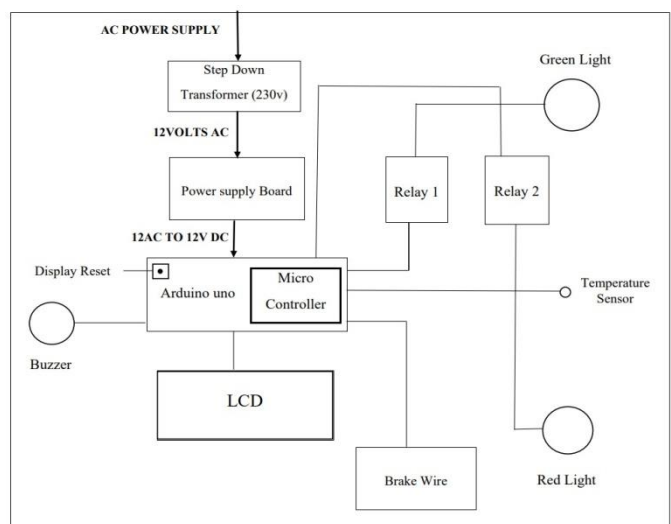 AC POWER SUPPLY
Step Down
Transformer (230v)
12VOLTS AC
Power supply Board
12AC TO 12V DC
Green Light
Relay 1
Relay 2
Display Reset
Arduino uno
Micro
Controller
Temperature
Sensor
Buzzer
LCD
Brake Wire
Red Light